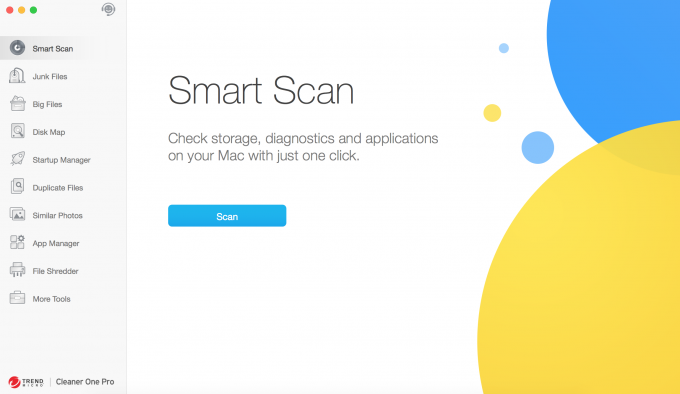 Smart Scan
Junk Files
Big Files
Disk Map
Startup Manager
Duplicate Files
Similar Photos
App Manager
File Shredder
More Tools
TREND
MICRO
Cleaner One Pro
Smart Scan
Check storage, diagnostics and applications
on your Mac with just one click.
Scan